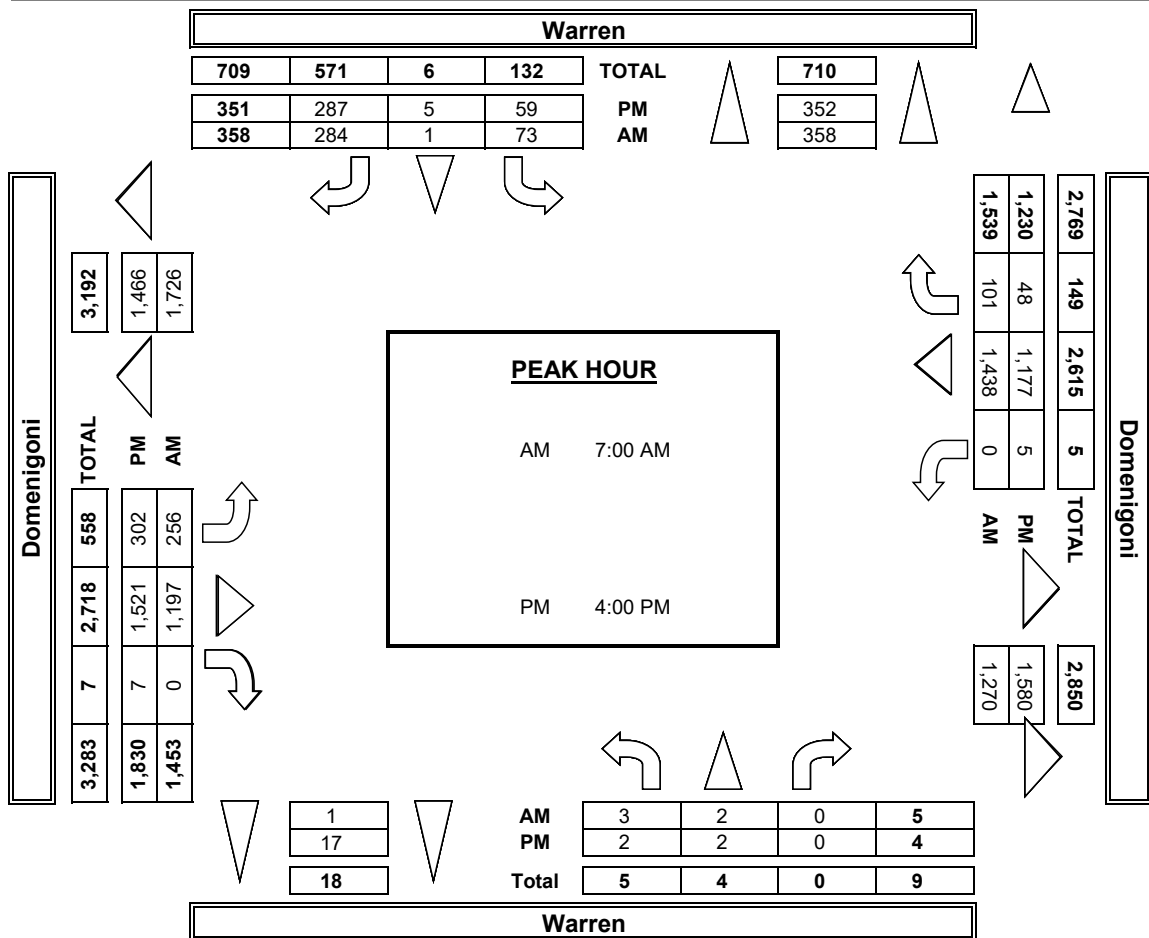 Warren
709 571 6 132 TOTAL 710
351 287 5 59 PM 352
358 284 1 73 AM 358
Domenigoni
3,192
1,466
1,726
TOTAL 558 2,718 7 3,283
PM 302 1,521 7 1,830
AM 256 1,197 0 1,453
PEAK HOUR
AM 7:00 AM
PM 4:00 PM
2,769 149 2,615 5 TOTAL
1,230 48 1,177 5 PM
1,539 101 1,438 0 AM
2,850
1,580
1,270
Domenigoni
1 AM 3 2 0 5
17 PM 2 2 0 4
18 Total 5 4 0 9
Warren